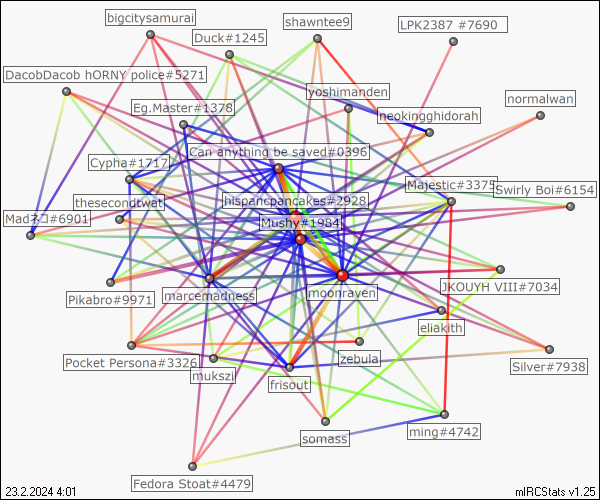 bigcitysamurai
shawntee9
LPK2387 #7690
Duct#1245
DacobDacob hORNY police#5271
yoshimanden
normalwan
Eg.Master#1378
neokingghidorah
Can anything be saved#0396
Cypha#1717
Majestic#3375
Swirly Boi#6154
thesecondtwat
hispancpancakes#2928
Madネコ#6901
Mushy#1984
JKOUYH VIII#7034
Pikabro#9971
marcemadness
moonraven
eliakith
Pocket Persona#3326
zebula
Silver#7938
mukszi
frisout
somass
ming#4742
Fedora Stoat#4479
23.2.2024 4:01
mIRCStats v1.25